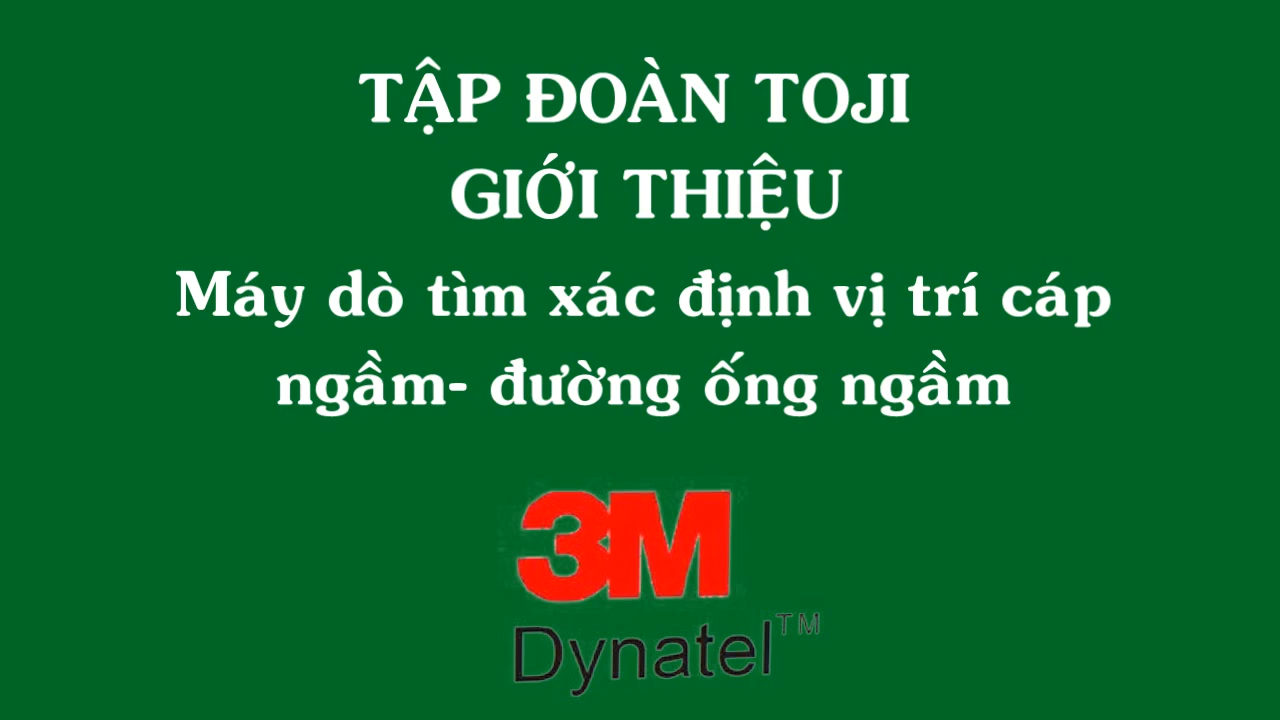 TẬP ĐOÀN TOJI
GIỚI THIỆU
Máy dò tìm xác định vị trí cáp
ngầm- đường ống ngầm
3M
Dynatel™